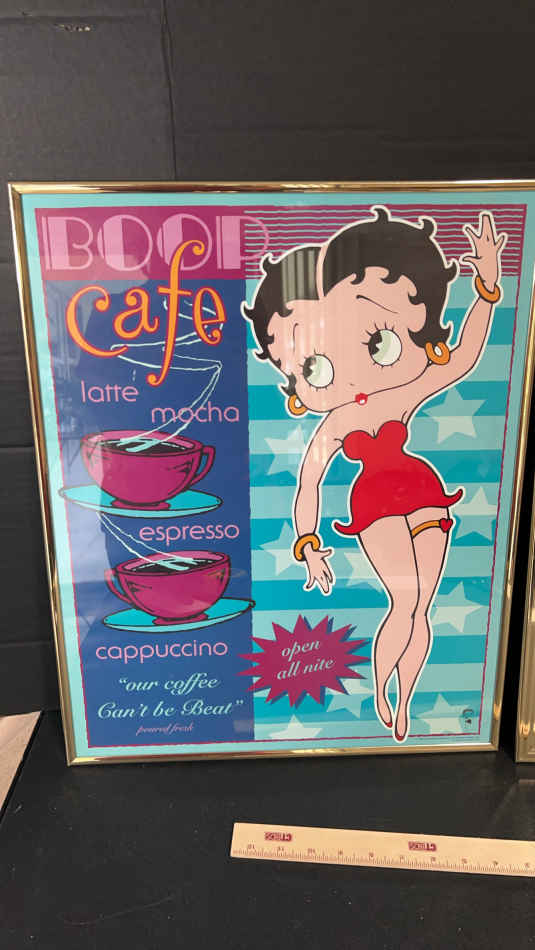 BOOP
cafe
latte
mocha
espresso
cappuccino
open
all nite
"our coffee
Can't be Beat"
poured fresh